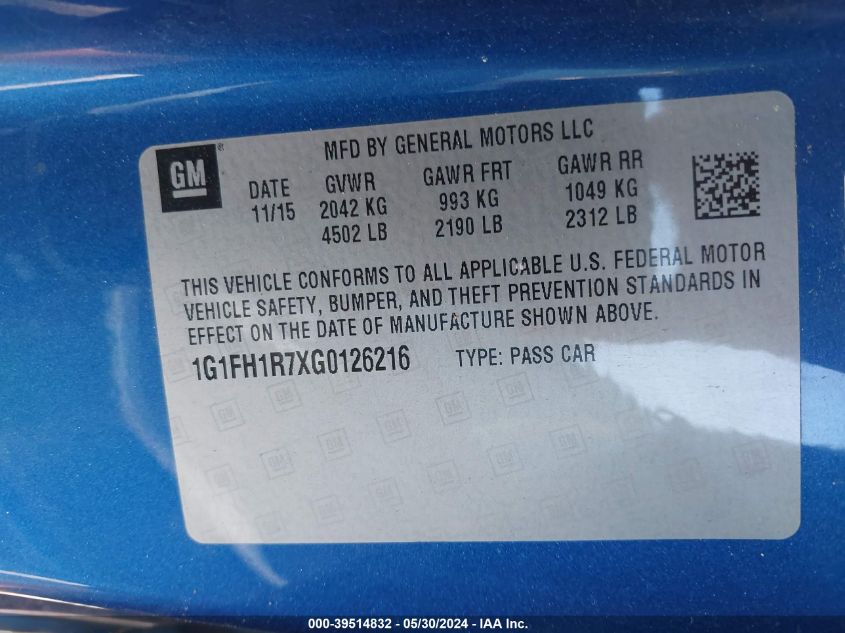 GM
®
MFD BY GENERAL MOTORS LLC
DATE GVWR GAWR FRT GAWR RR
11/15 2042 KG 993 KG 1049 KG
4502 LB 2190 LB 2312 LB
THIS VEHICLE CONFORMS TO ALL APPLICABLE U.S. FEDERAL MOTOR
VEHICLE SAFETY, BUMPER, AND THEFT PREVENTION STANDARDS IN
EFFECT ON THE DATE OF MANUFACTURE SHOWN ABOVE.
1G1FH1R7XG0126216 TYPE: PASS CAR
000-39514832 - 05/30/2024 - IAA Inc.